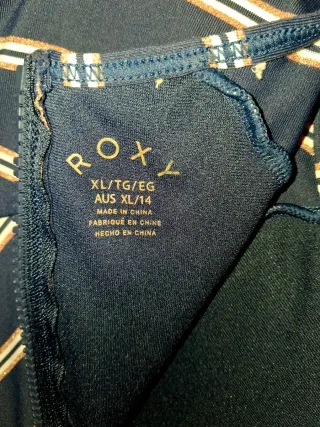 ROXY
XL/TG/EG
AUS XL/14
MADE IN CHINA
FABRIQUÉ EN CHINE
HECHO EN CHINA